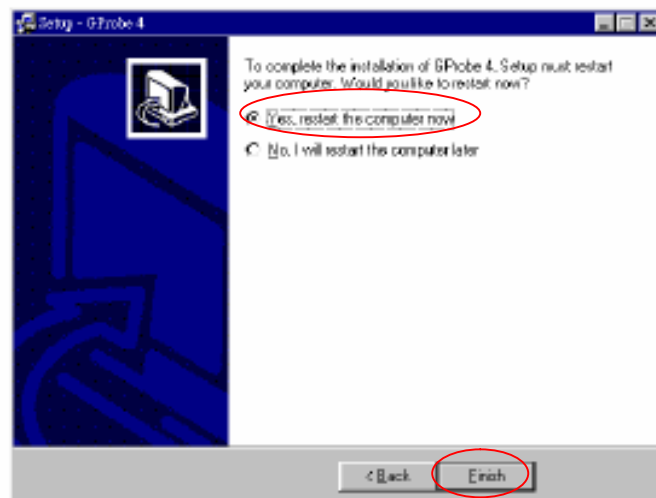 Setup - GProbe 4
To complete the installation of GProbe 4, Setup must restart
your computer. Would you like to restart now?
Yes, restart the computer now
No, I will restart the computer later
< Back
Finish